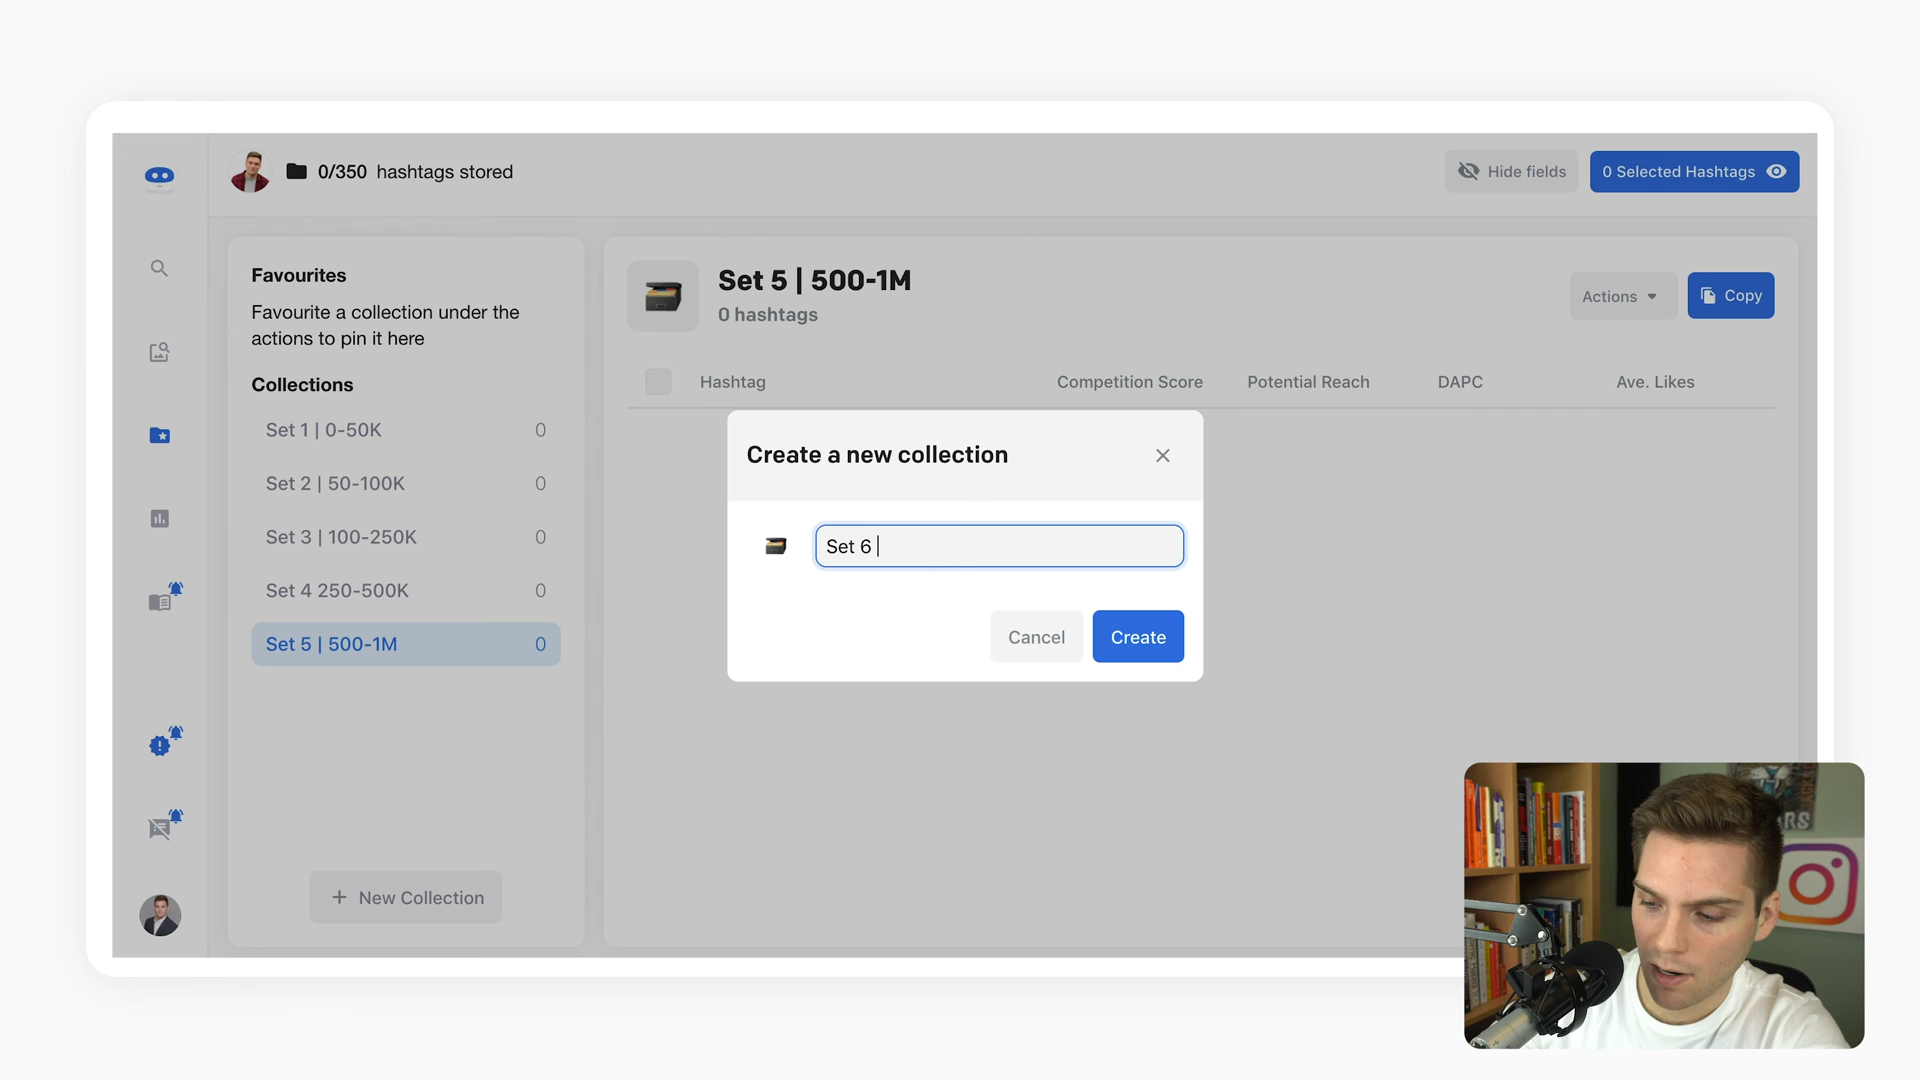 0/350 hashtags stored
Hide fields
0 Selected Hashtags
Favourites
Favourite a collection under the
actions to pin it here
Collections
Set 1 | 0-50K 0
Set 2 | 50-100K 0
Set 3 | 100-250K 0
Set 4 250-500K 0
Set 5 | 500-1M 0
+ New Collection
Set 5 | 500-1M
0 hashtags
Actions
Copy
Hashtag Competition Score Potential Reach DAPC Ave. Likes
Create a new collection
Set 6
Cancel
Create